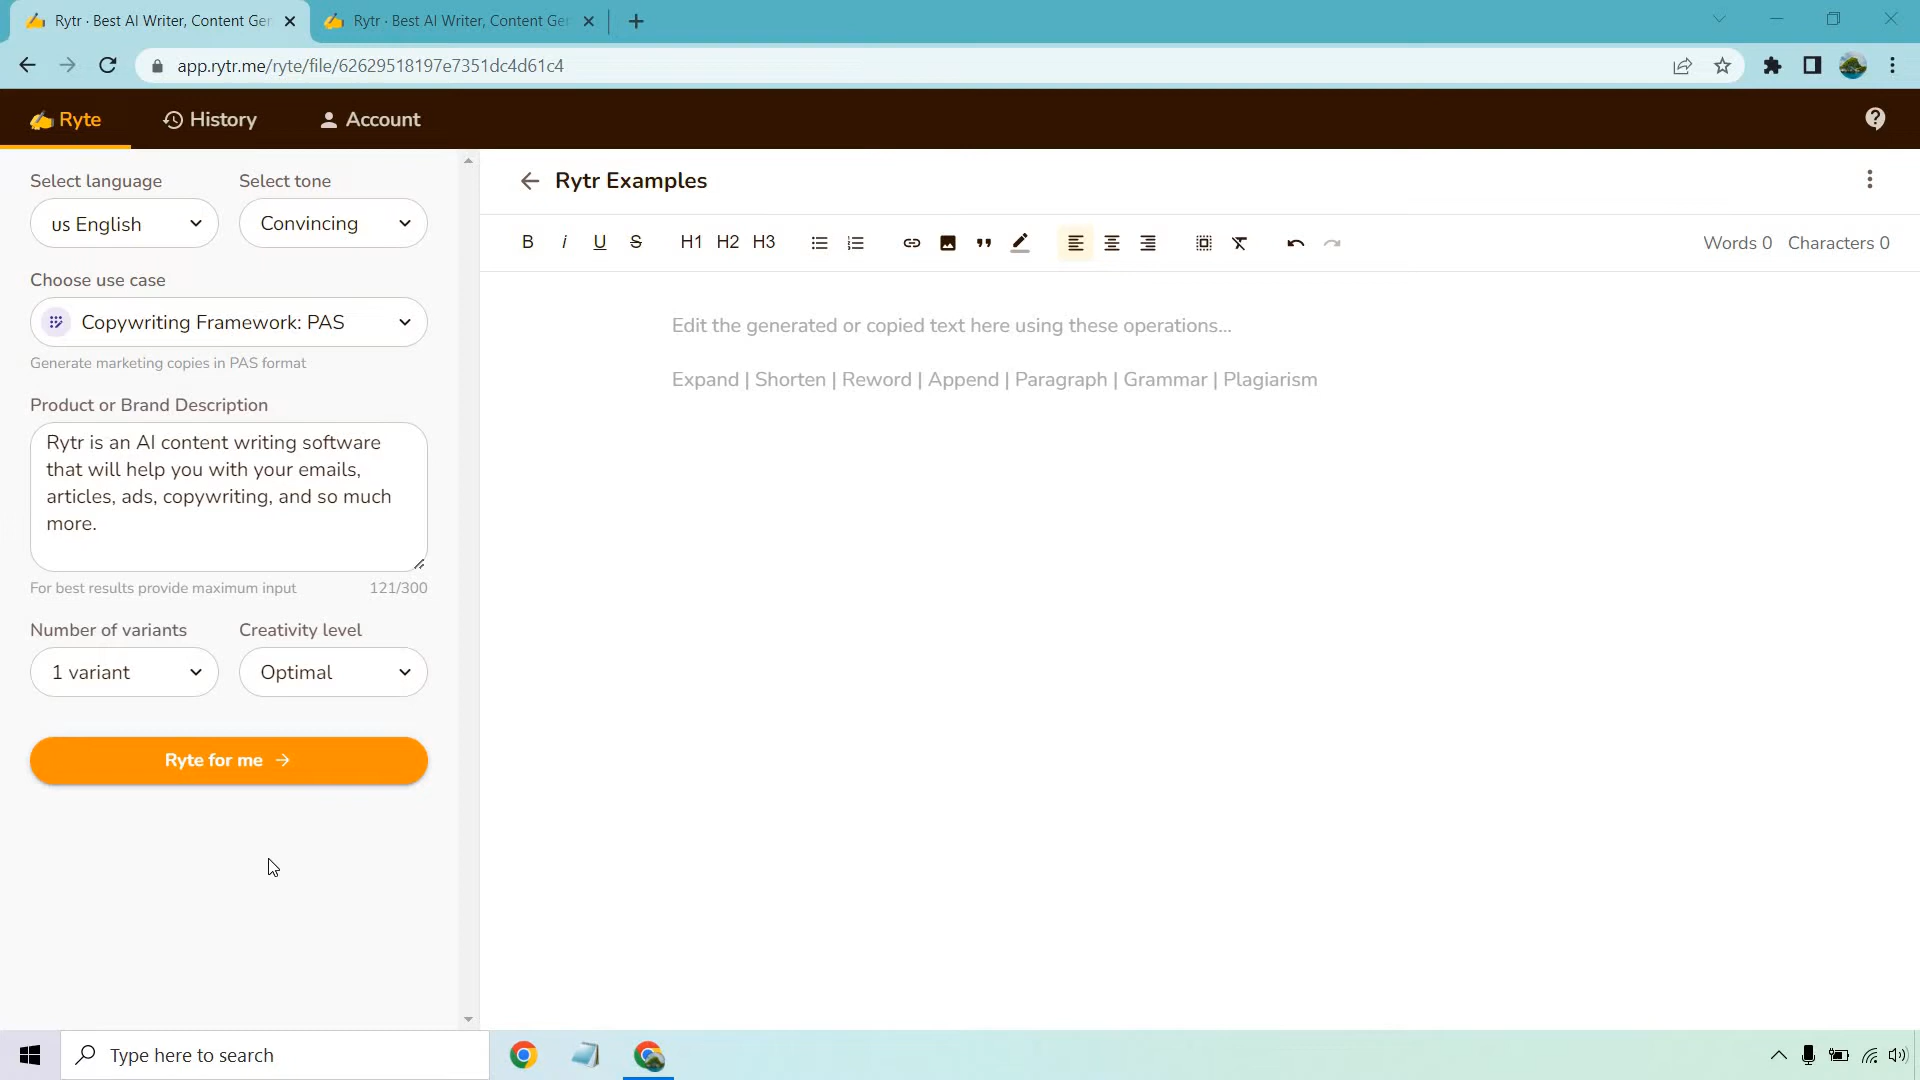 Rytr · Best AI Writer, Content Ger
Rytr · Best AI Writer, Content Ger
app.rytr.me/ryte/file/62629518197e7351dc4d61c4
Ryte
History
Account
Select language
Select tone
us English
Convincing
Choose use case
Copywriting Framework: PAS
Generate marketing copies in PAS format
Product or Brand Description
Rytr is an AI content writing software
that will help you with your emails,
articles, ads, copywriting, and so much
more.
For best results provide maximum input
121/300
Number of variants
Creativity level
1 variant
Optimal
Ryte for me
Rytr Examples
B i U S H1 H2 H3
Words 0 Characters 0
Edit the generated or copied text here using these operations...
Expand | Shorten | Reword | Append | Paragraph | Grammar | Plagiarism
Type here to search